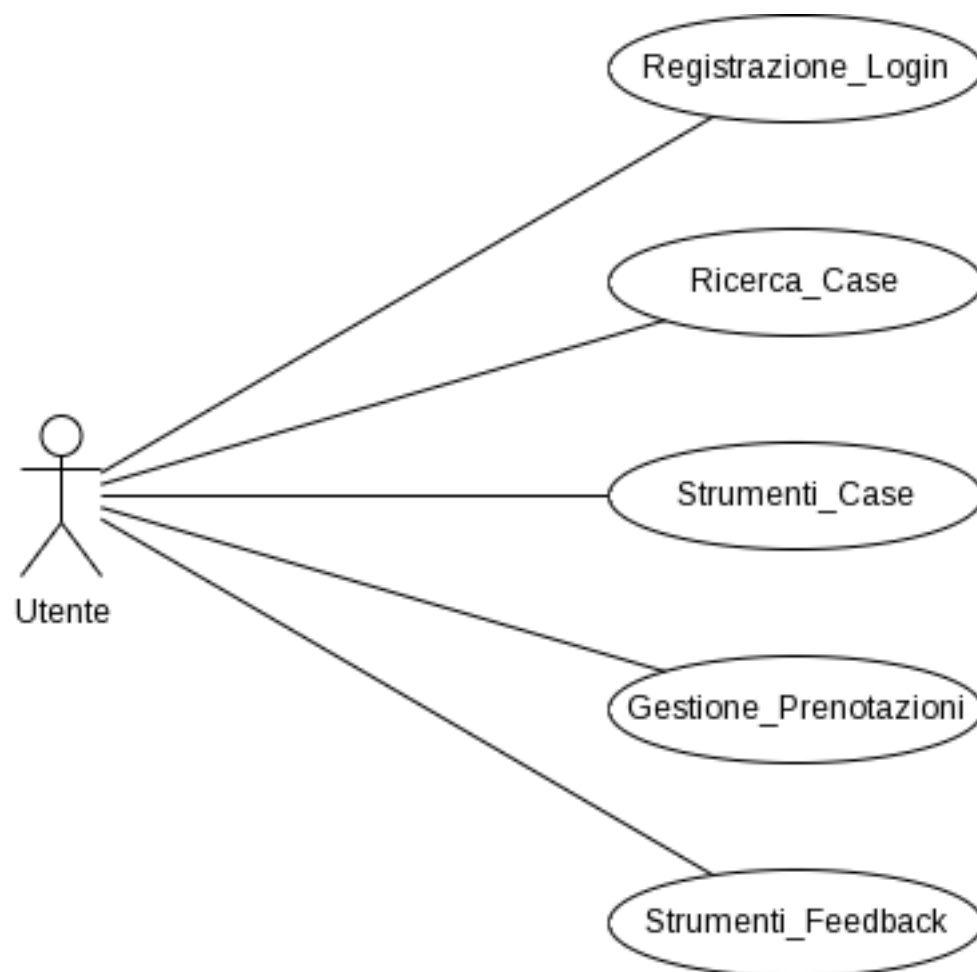 Registrazione_Login
Ricerca_Case
Strumenti_Case
Utente
Gestione_Prenotazioni
Strumenti_Feedback